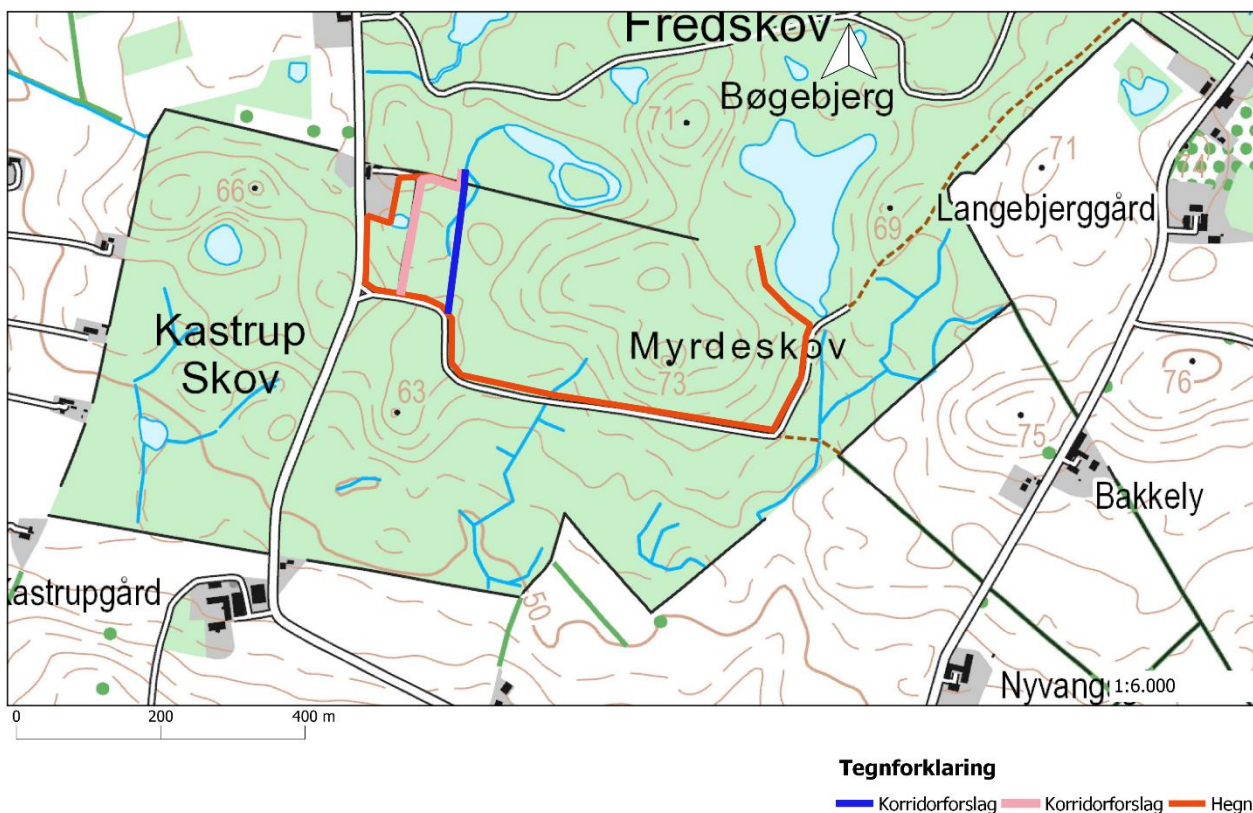 Fredskov
Bøgebjerg
71
71
74
66
69
Langebjerggård
Kastrup
Skov
Myrdeskov
73
63
76
75
Bakkely
Kastrupgård
50
Nyvang
1:6.000
0 200 400 m
Tegnforklaring
Korridorforslag Korridorforslag Hegn